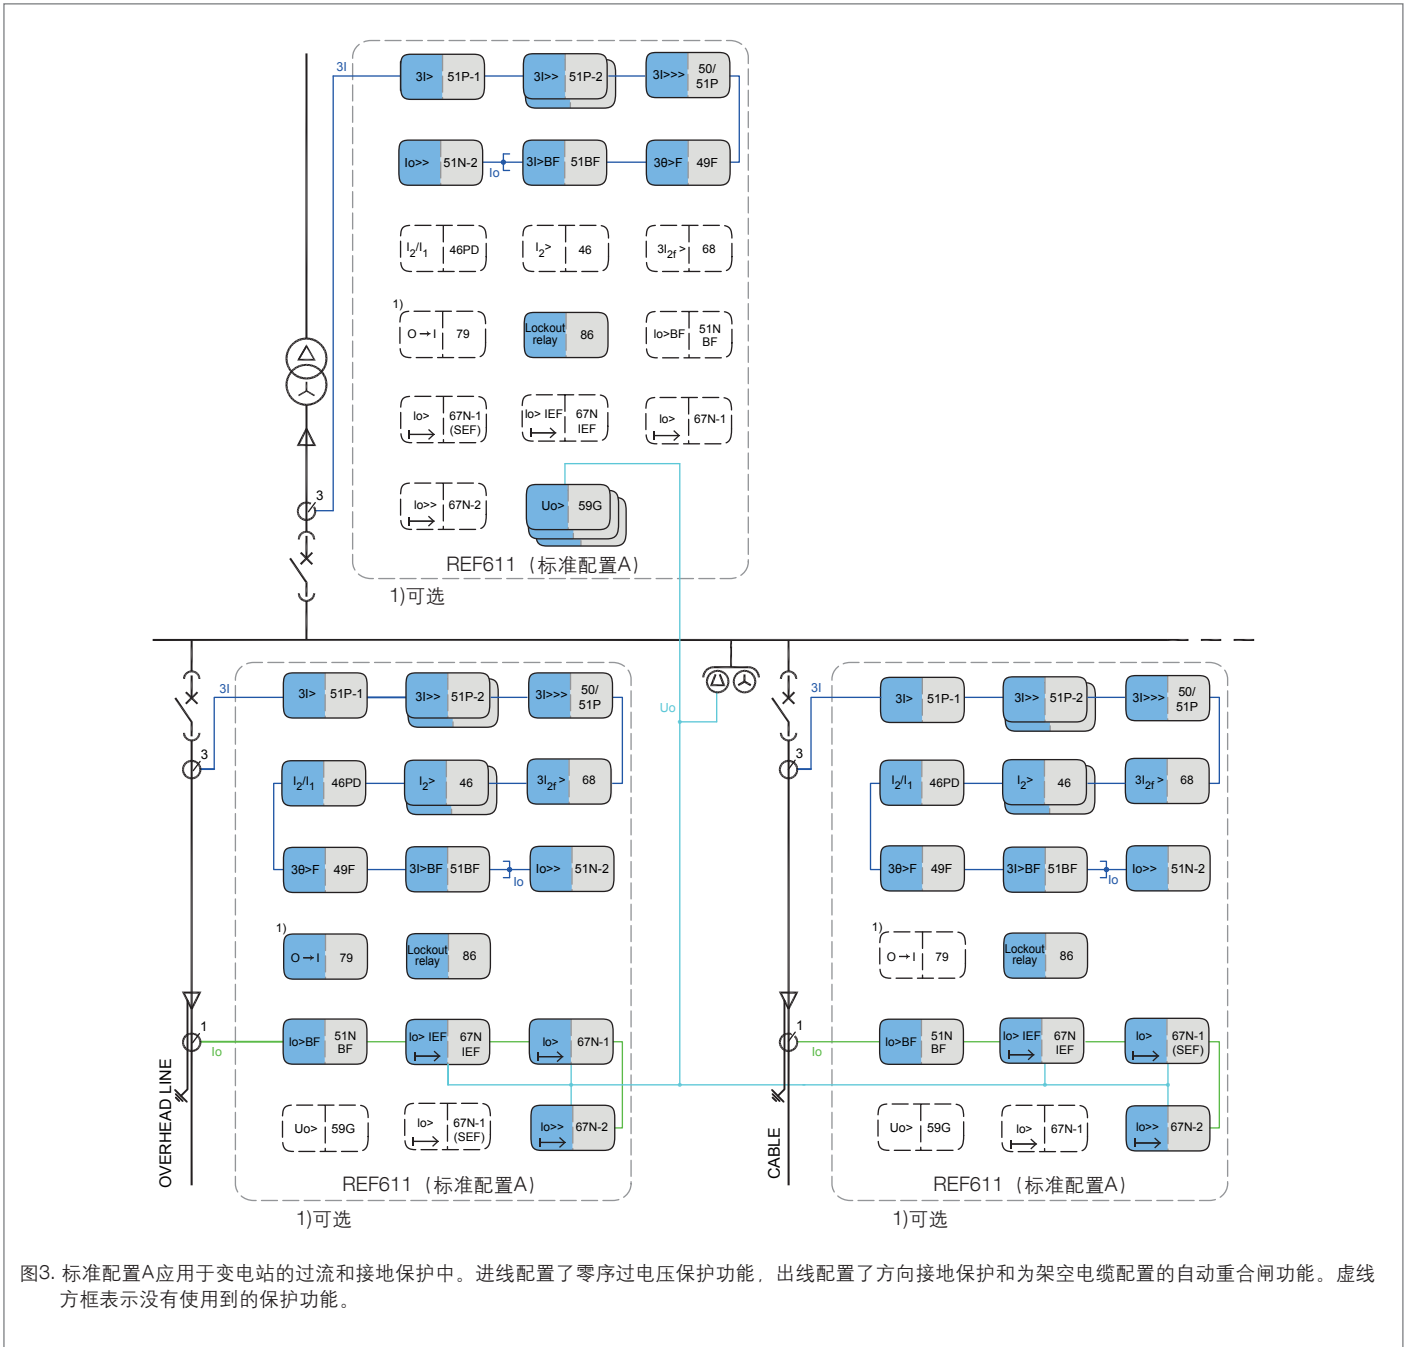 3I
3I> 51P-1
3I>> 51P-2
3I>>> 50/
51P
Io>> 51N-2
Io
3I>BF 51BF
3θ>F 49F
I2/I1 46PD
I2> 46
3I2f> 68
1)
O→I 79
Lockout
relay 86
Io>BF 51N
BF
Io> 67N-1
(SEF)
Io> IEF 67N
IEF
Io> 67N-1
3
Io>> 67N-2
Uo> 59G
REF611（标准配置A）
1)可选
3I
3I> 51P-1
3I>> 51P-2
3I>>> 50/
51P
3
I2/I1 46PD
I2> 46
3I2f> 68
3θ>F 49F
3I>BF 51BF
Io
Io>> 51N-2
1)
O→I 79
Lockout
relay 86
1
Io
Io>BF 51N
BF
Io> IEF 67N
IEF
Io> 67N-1
OVERHEAD LINE
Uo> 59G
Io> 67N-1
(SEF)
Io>> 67N-2
REF611（标准配置A）
1)可选
Uo
3I
3I> 51P-1
3I>> 51P-2
3I>>> 50/
51P
3
I2/I1 46PD
I2> 46
3I2f> 68
3θ>F 49F
3I>BF 51BF
Io
Io>> 51N-2
1)
O→I 79
Lockout
relay 86
1
Io
Io>BF 51N
BF
Io> IEF 67N
IEF
Io> 67N-1
(SEF)
CABLE
Uo> 59G
Io> 67N-1
Io>> 67N-2
REF611（标准配置A）
1)可选
图3. 标准配置A应用于变电站的过流和接地保护中。进线配置了零序过电压保护功能，出线配置了方向接地保护和为架空电缆配置的自动重合闸功能。虚线
方框表示没有使用到的保护功能。